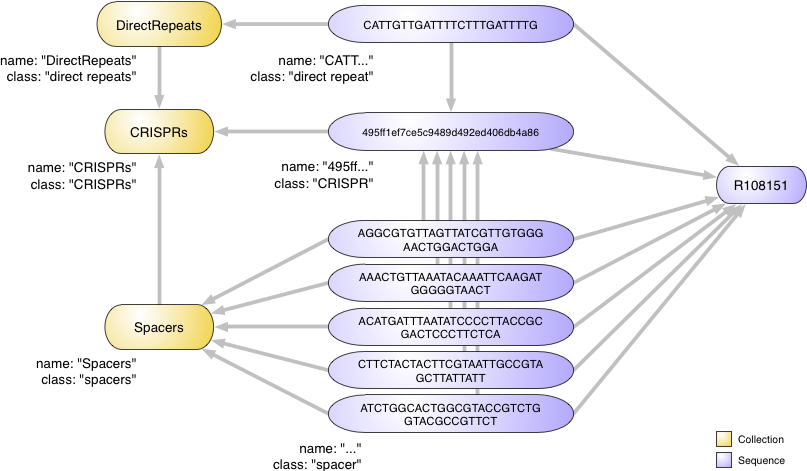 DirectRepeats
CATTGTTGATTTTCTTTGATTTTG
name: "DirectRepeats"
class: "direct repeats"
name: "CATT..."
class: "direct repeat"
CRISPRs
495ff1ef7ce5c9489d492ed406db4a86
name: "CRISPRs"
class: "CRISPRs"
name: "495ff..."
class: "CRISPR"
R108151
AGGCGTGTTAGTTATCGTTGTGGG
AACTGGACTGGA
AAACTGTTAAATACAAATTCAAGAT
GGGGGTAACT
Spacers
ACATGATTTAATATCCCCTTACCGC
GACTCCCTTCTCA
name: "Spacers"
class: "spacers"
CTTCTACTACTTCGTAATTGCCGTA
GCTTATTATT
ATCTGGCACTGGCGTACCGTCTG
GTACGCCGTTCT
name: "..."
class: "spacer"
Collection
Sequence